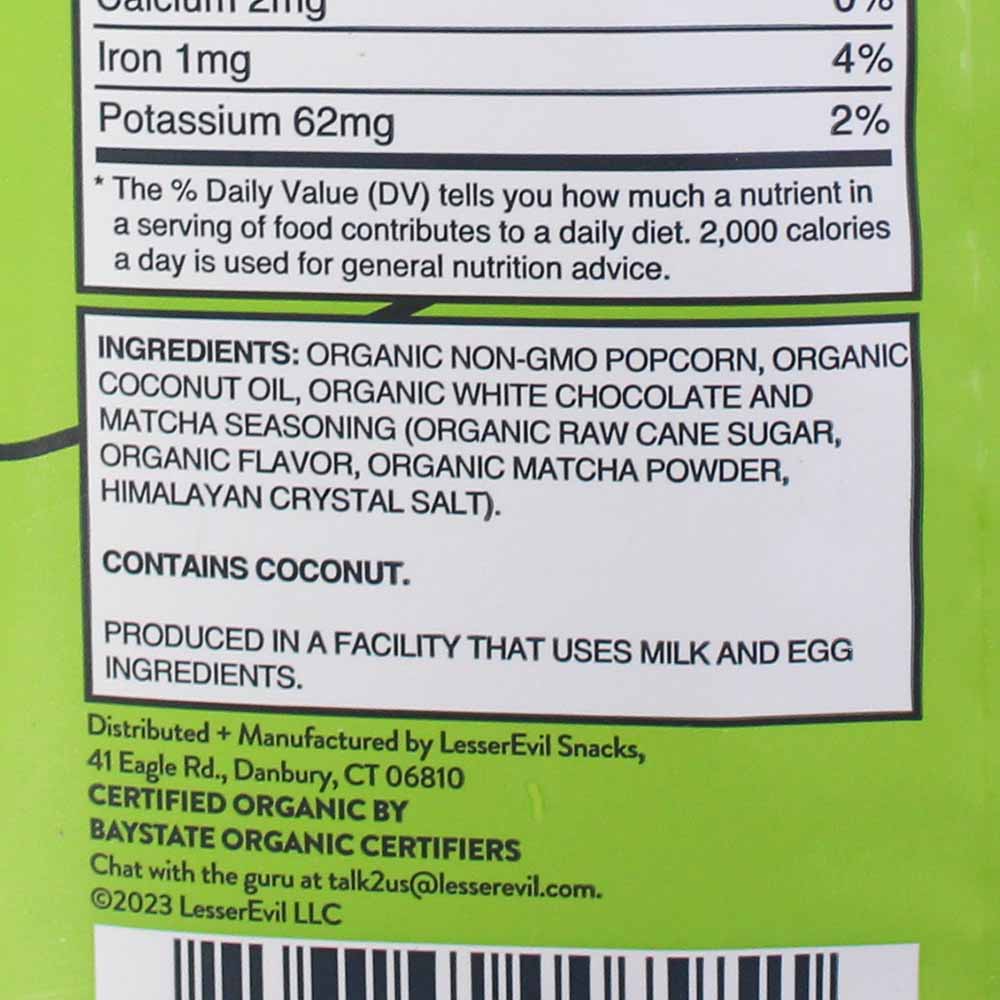 Calcium 2mg 0%
Iron 1mg 4%
Potassium 62mg 2%
* The % Daily Value (DV) tells you how much a nutrient in
a serving of food contributes to a daily diet. 2,000 calories
a day is used for general nutrition advice.
INGREDIENTS: ORGANIC NON-GMO POPCORN, ORGANIC
COCONUT OIL, ORGANIC WHITE CHOCOLATE AND
MATCHA SEASONING (ORGANIC RAW CANE SUGAR,
ORGANIC FLAVOR, ORGANIC MATCHA POWDER,
HIMALAYAN CRYSTAL SALT).
CONTAINS COCONUT.
PRODUCED IN A FACILITY THAT USES MILK AND EGG
INGREDIENTS.
Distributed + Manufactured by LesserEvil Snacks,
41 Eagle Rd., Danbury, CT 06810
CERTIFIED ORGANIC BY
BAYSTATE ORGANIC CERTIFIERS
Chat with the guru at talk2us@lesserevil.com.
©2023 LesserEvil LLC